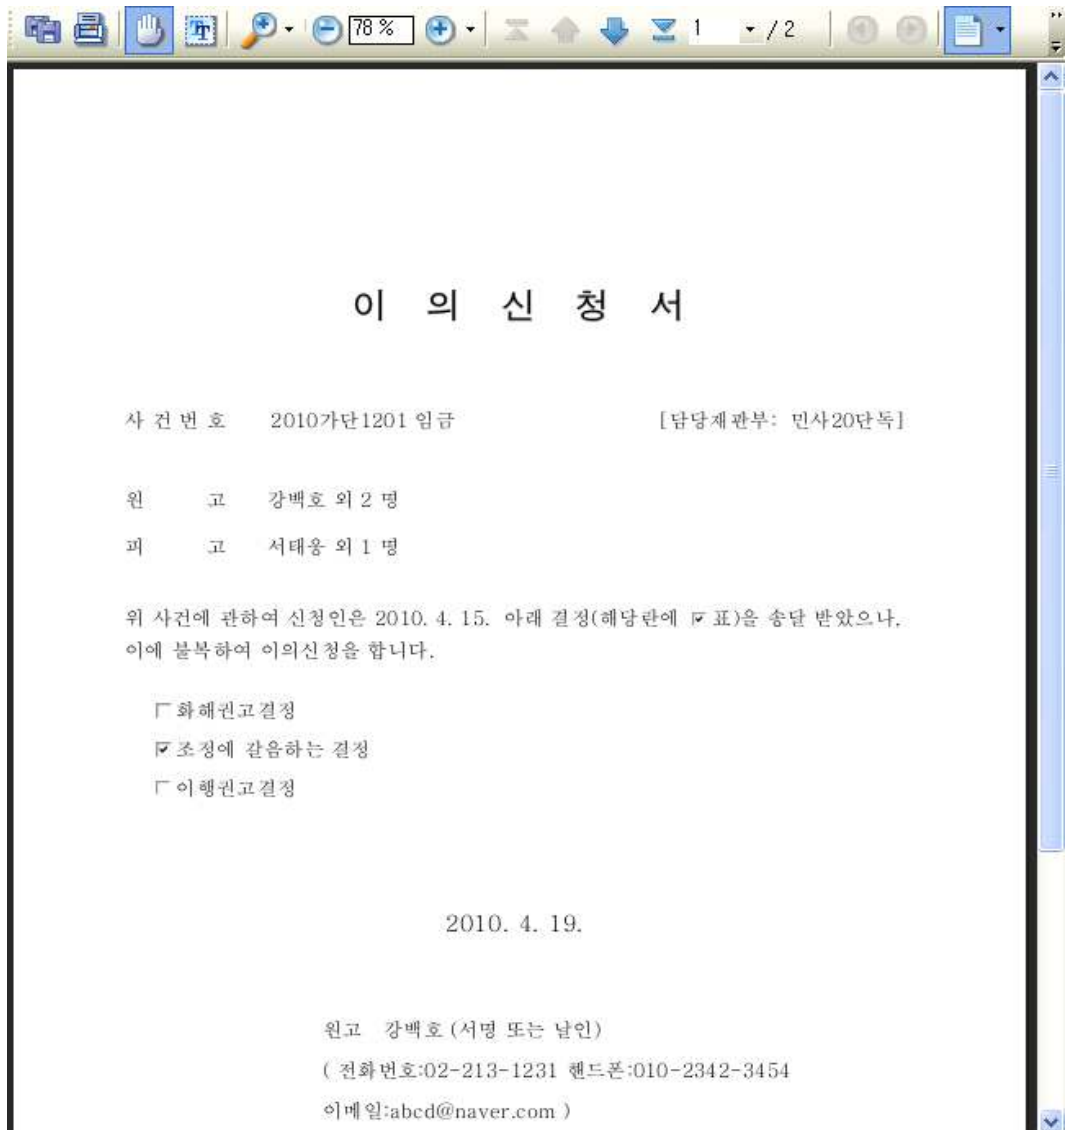 78 %
1
/ 2
이 의 신 청 서
사 건 번 호 2010가단1201 임금 [담당재판부: 민사20단독]
원 고 강백호 외 2 명
피 고 서태웅 외 1 명
위 사건에 관하여 신청인은 2010. 4. 15. 아래 결정(해당란에 ☑ 표)을 송달 받았으나,
이에 불복하여 이의신청을 합니다.
☐ 화해권고결정
☑ 조정에 갈음하는 결정
☐ 이행권고결정
2010. 4. 19.
원고 강백호 (서명 또는 날인)
( 전화번호:02-213-1231 핸드폰:010-2342-3454
이메일:abcd@naver.com )